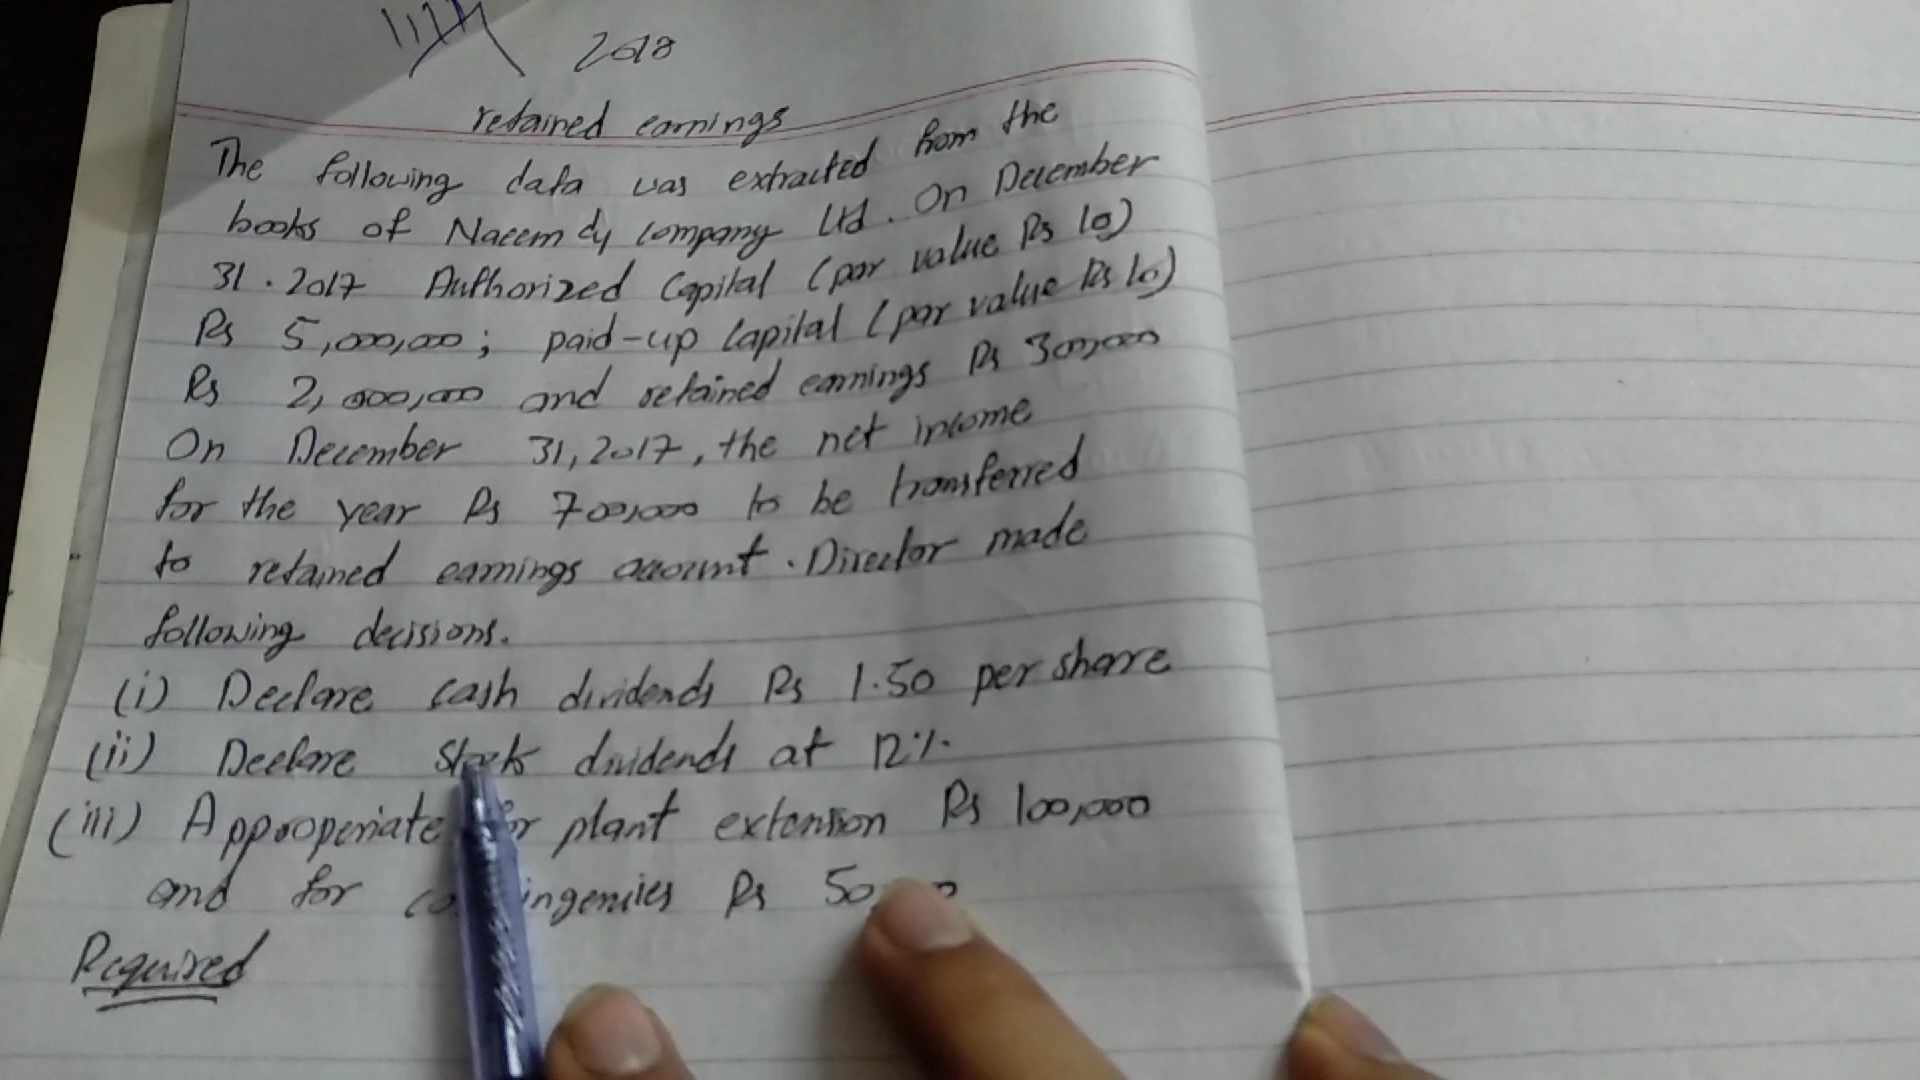 2018
retained earnings
The following data was extracted from the
books of Naeem dy company Ltd. On December
31.2017 Authorized Capital (par value Rs 10)
Rs 5,000,000; paid-up Capital (par value Rs 10)
Rs 2,000,000 and retained earnings Rs 300,000
On December 31, 2017, the net income
for the year Rs 700,000 to be transferred
to retained earnings account. Director made
following decisions.
(i) Declare cash dividends Rs 1.50 per share
(ii) Declare Stock dividends at 12%.
(iii) Appropriate plant extension Rs 100,000
and for Rs
Required